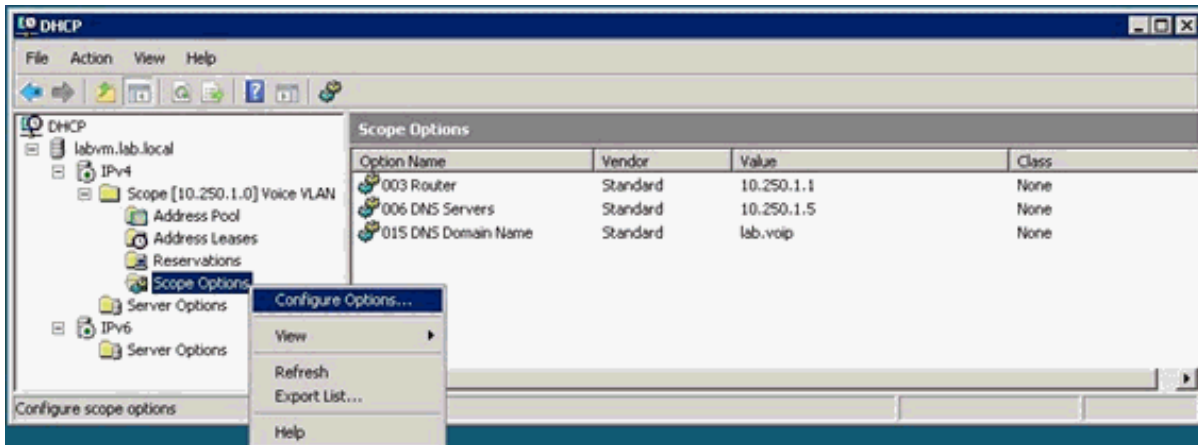 DHCP
File Action View Help
DHCP
labvm.lab.local
IPv4
Scope [10.250.1.0] Voice VLAN
Address Pool
Address Leases
Reservations
Scope Options
Server Options
IPv6
Server Options
Scope Options
Option Name Vendor Value Class
003 Router Standard 10.250.1.1 None
006 DNS Servers Standard 10.250.1.5 None
015 DNS Domain Name Standard lab.voip None
Configure Options...
View
Refresh
Export List...
Help
Configure scope options